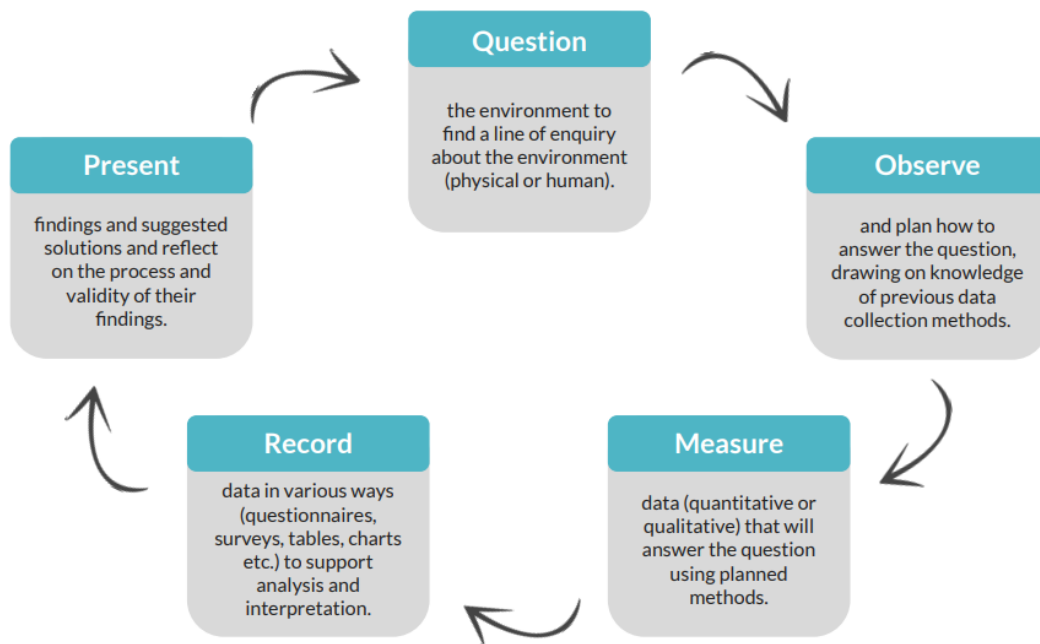 Question
the environment to
find a line of enquiry
about the environment
(physical or human).
Observe
and plan how to
answer the question,
drawing on knowledge
of previous data
collection methods.
Measure
data (quantitative or
qualitative) that will
answer the question
using planned
methods.
Record
data in various ways
(questionnaires,
surveys, tables, charts
etc.) to support
analysis and
interpretation.
Present
findings and suggested
solutions and reflect
on the process and
validity of their
findings.